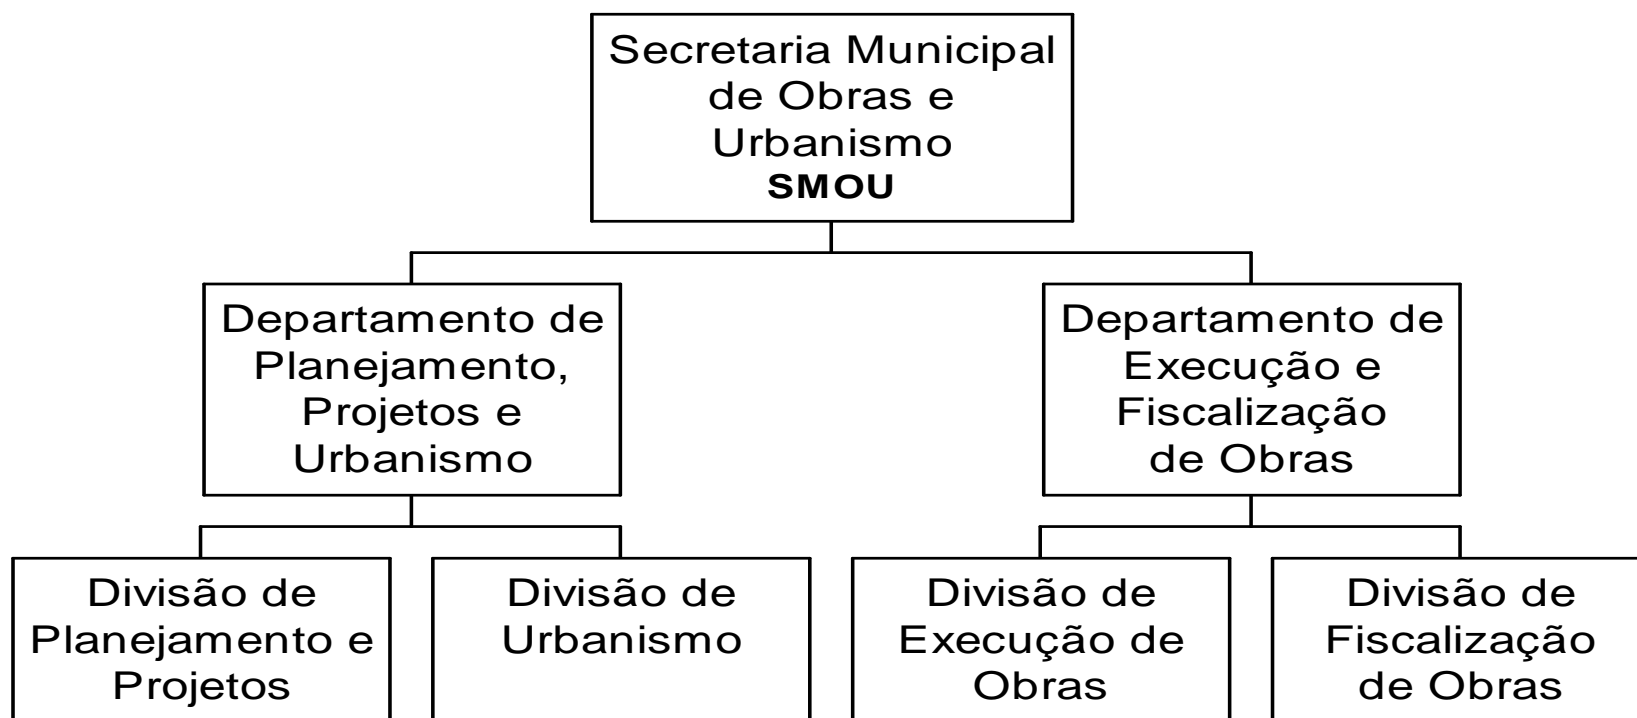 Secretaria Municipal
de Obras e
Urbanismo
SMOU
Departamento de
Planejamento,
Projetos e
Urbanismo
Departamento de
Execução e
Fiscalização
de Obras
Divisão de
Planejamento e
Projetos
Divisão de
Urbanismo
Divisão de
Execução de
Obras
Divisão de
Fiscalização
de Obras